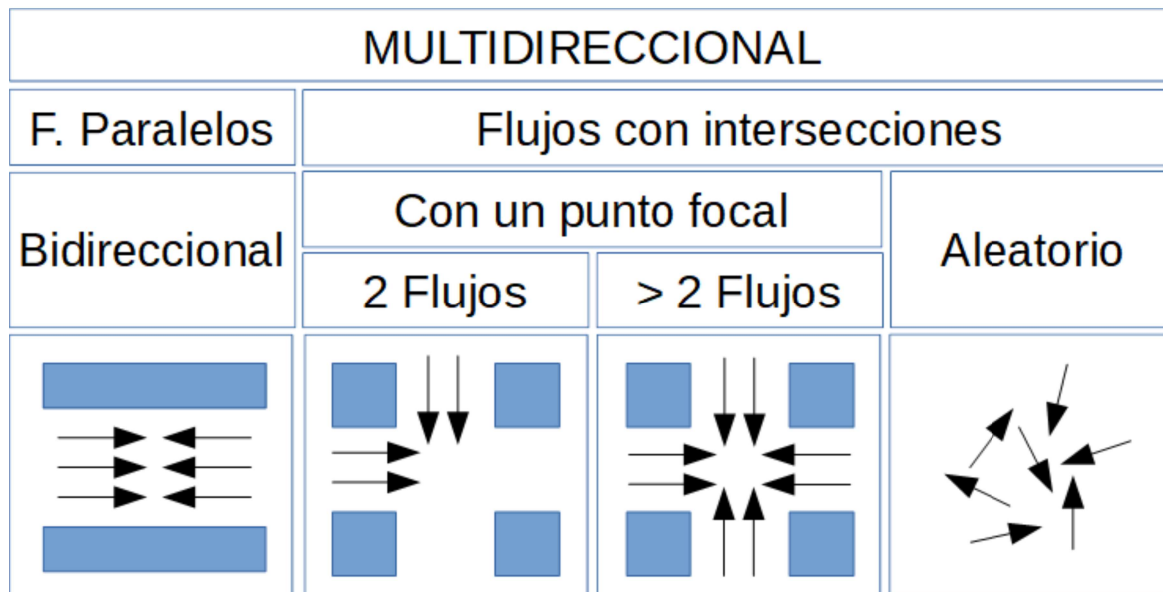 MULTIDIRECCIONAL
F. Paralelos
Flujos con intersecciones
Bidireccional
Con un punto focal
Aleatorio
2 Flujos
> 2 Flujos